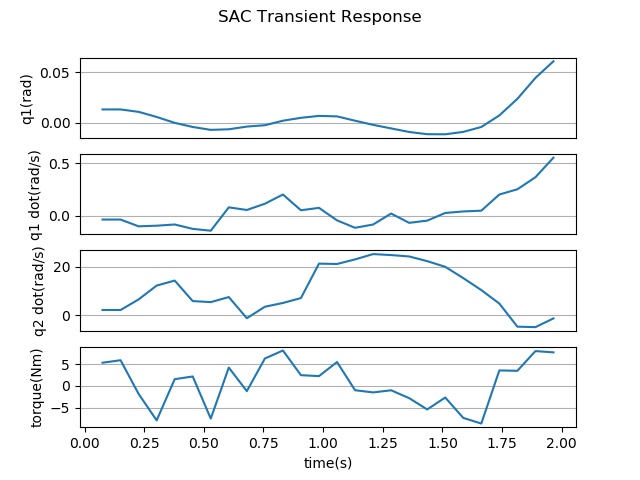 SAC Transient Response
q1(rad)
0.05
0.00
q1 dot(rad/s)
0.5
0.0
q2 dot(rad/s)
20
0
torque(Nm)
5
0
−5
0.00 0.25 0.50 0.75 1.00 1.25 1.50 1.75 2.00
time(s)